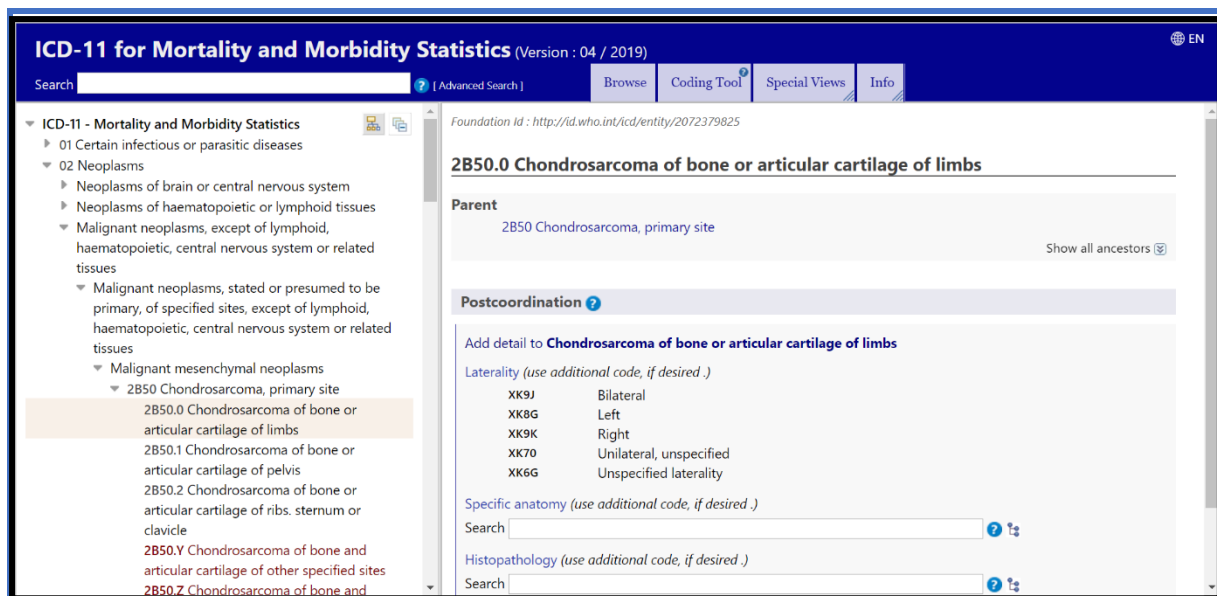 ICD-11 for Mortality and Morbidity Statistics (Version : 04 / 2019)
EN
Search
? [ Advanced Search ]
Browse
Coding Tool ?
Special Views
Info
ICD-11 - Mortality and Morbidity Statistics
01 Certain infectious or parasitic diseases
02 Neoplasms
Neoplasms of brain or central nervous system
Neoplasms of haematopoietic or lymphoid tissues
Malignant neoplasms, except of lymphoid,
haematopoietic, central nervous system or related
tissues
Malignant neoplasms, stated or presumed to be
primary, of specified sites, except of lymphoid,
haematopoietic, central nervous system or related
tissues
Malignant mesenchymal neoplasms
2B50 Chondrosarcoma, primary site
2B50.0 Chondrosarcoma of bone or
articular cartilage of limbs
2B50.1 Chondrosarcoma of bone or
articular cartilage of pelvis
2B50.2 Chondrosarcoma of bone or
articular cartilage of ribs. sternum or
clavicle
2B50.Y Chondrosarcoma of bone and
articular cartilage of other specified sites
2B50.Z Chondrosarcoma of bone and
Foundation Id : http://id.who.int/icd/entity/2072379825
2B50.0 Chondrosarcoma of bone or articular cartilage of limbs
Parent
2B50 Chondrosarcoma, primary site
Show all ancestors
Postcoordination ?
Add detail to Chondrosarcoma of bone or articular cartilage of limbs
Laterality (use additional code, if desired .)
XK9J Bilateral
XK8G Left
XK9K Right
XK70 Unilateral, unspecified
XK6G Unspecified laterality
Specific anatomy (use additional code, if desired .)
Search ?
Histopathology (use additional code, if desired .)
Search ?